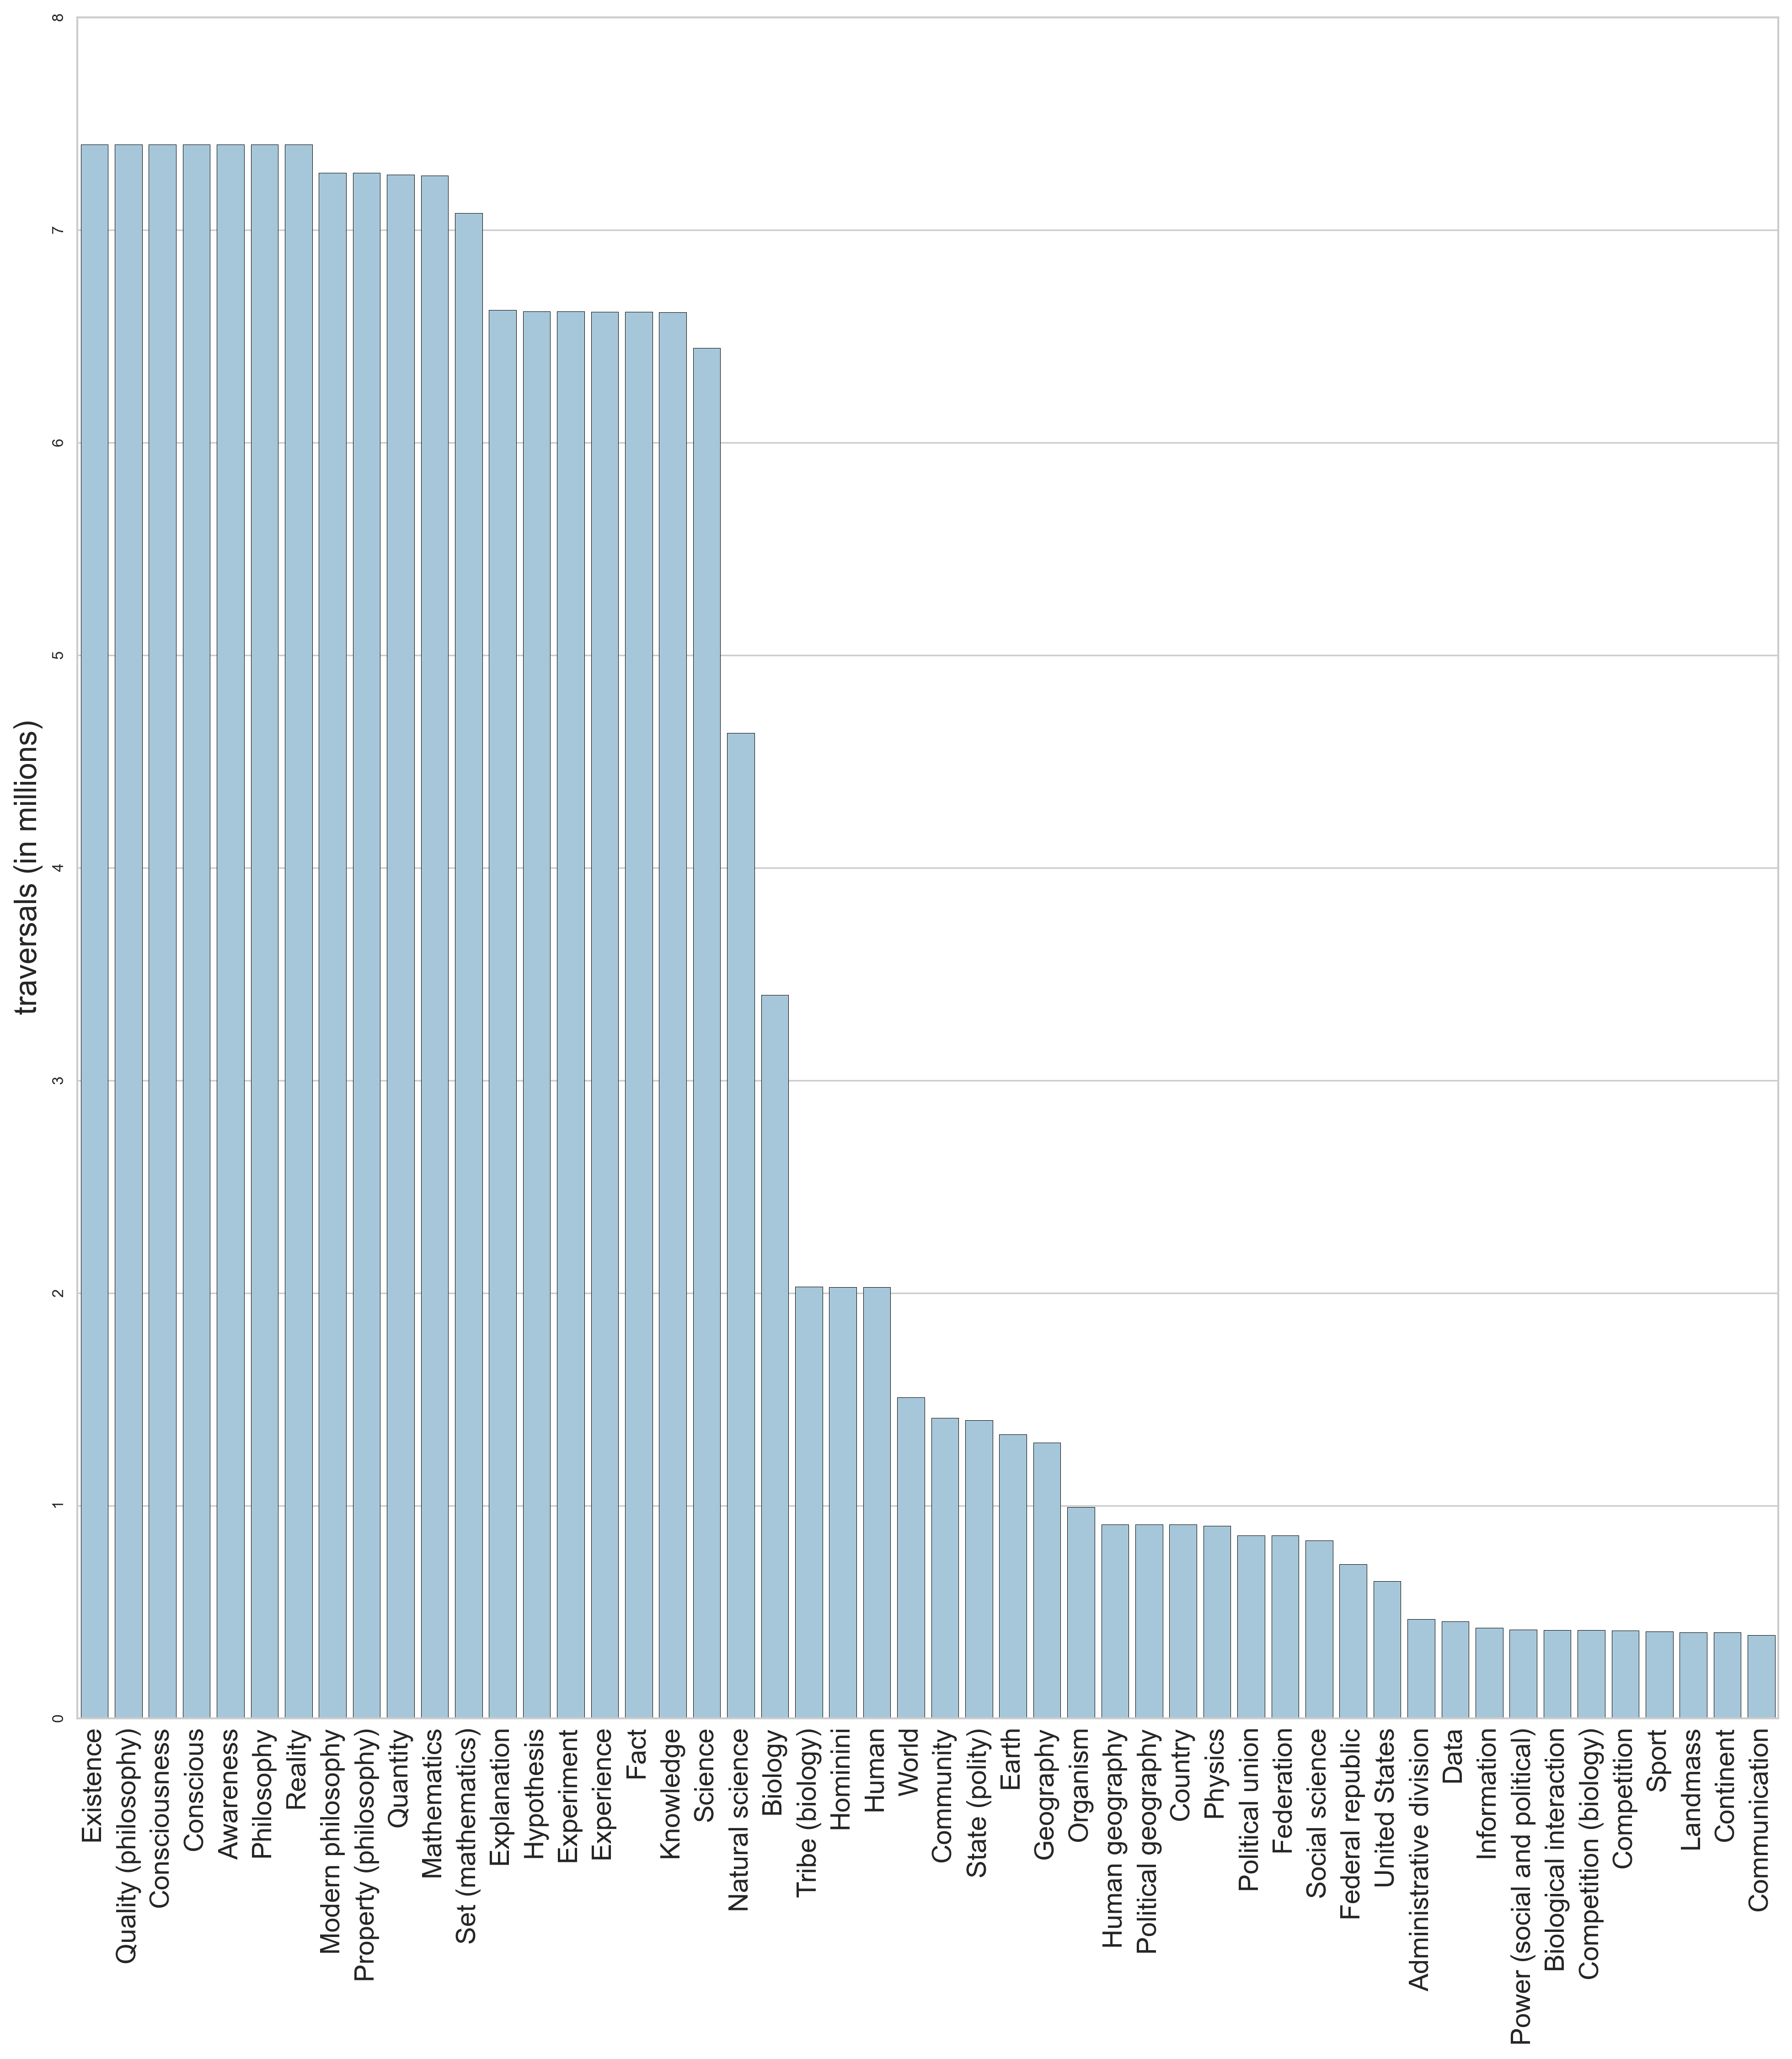 traversals (in millions)
8
7
6
5
4
3
2
1
0
Existence
Quality (philosophy)
Consciousness
Conscious
Awareness
Philosophy
Reality
Modern philosophy
Property (philosophy)
Quantity
Mathematics
Set (mathematics)
Explanation
Hypothesis
Experiment
Experience
Fact
Knowledge
Science
Natural science
Biology
Tribe (biology)
Hominini
Human
World
Community
State (polity)
Earth
Geography
Organism
Human geography
Political geography
Country
Physics
Political union
Federation
Social science
Federal republic
United States
Administrative division
Data
Information
Power (social and political)
Biological interaction
Competition (biology)
Competition
Sport
Landmass
Continent
Communication